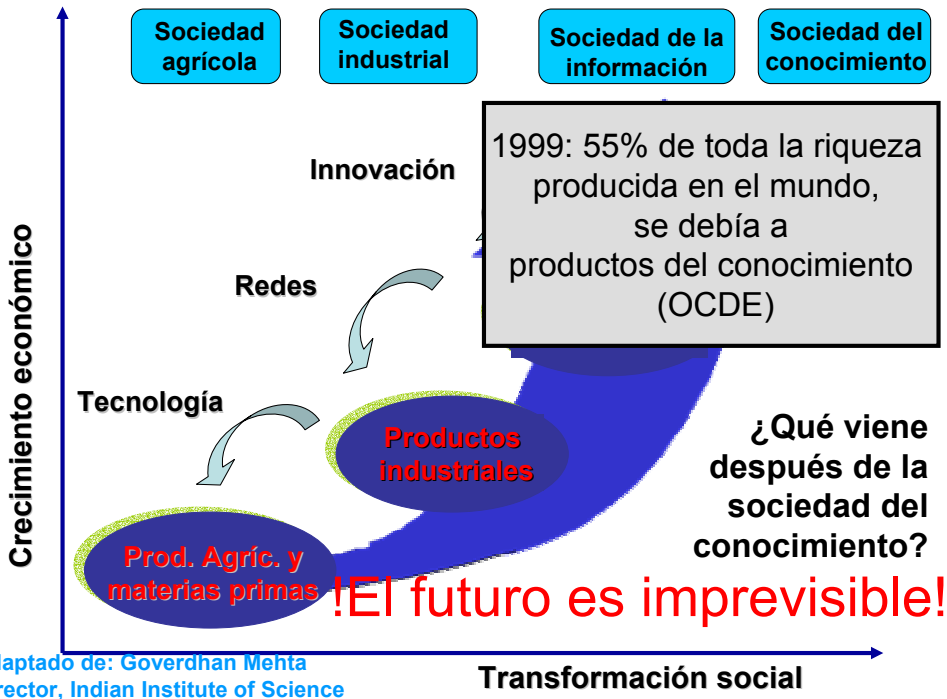 Sociedad
agrícola
Sociedad
industrial
Sociedad de la
información
Sociedad del
conocimiento
1999: 55% de toda la riqueza
producida en el mundo,
se debía a
productos del conocimiento
(OCDE)
Innovación
Redes
Tecnología
Crecimiento económico
Productos
industriales
¿Qué viene
después de la
sociedad del
conocimiento?
Prod. Agríc. y
materias primas
!El futuro es imprevisible!
daptado de: Goverdhan Mehta
rector, Indian Institute of Science
Transformación social